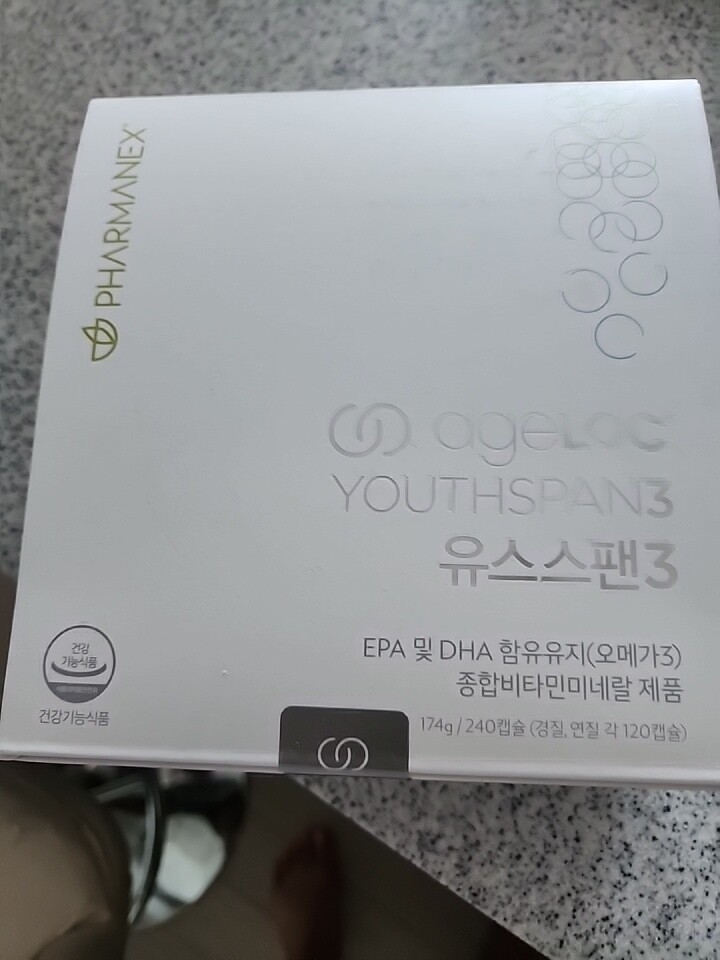 PHARMANEX®
ageLOC®
YOUTHSPAN3
유스스팬3
EPA 및 DHA 함유유지(오메가3)
종합비타민미네랄 제품
174g / 240캡슐 (경질, 연질 각 120캡슐)
건강
기능식품
건강기능식품